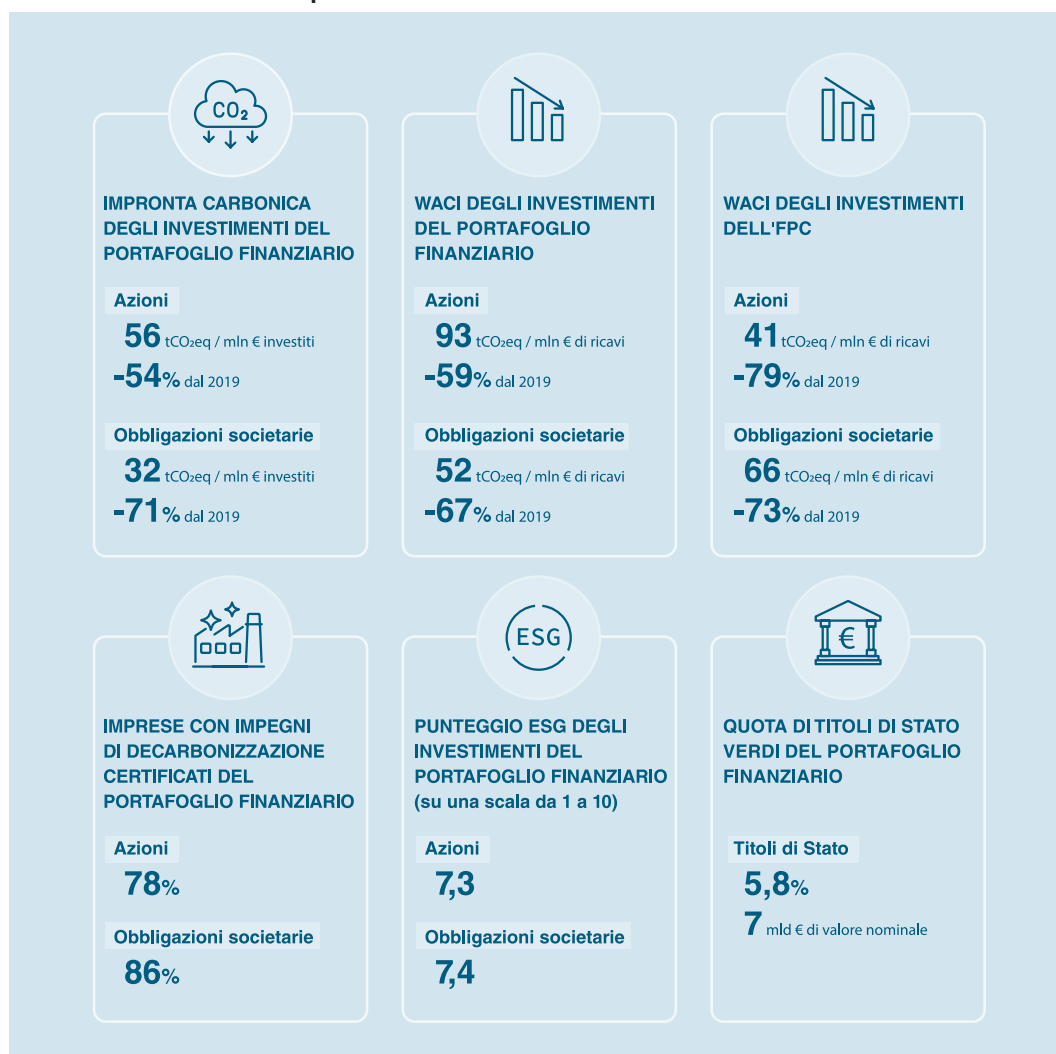 CO₂
IMPRONTA CARBONICA
DEGLI INVESTIMENTI DEL
PORTAFOGLIO FINANZIARIO
Azioni
56 tCO₂eq / mln € investiti
-54% dal 2019
Obbligazioni societarie
32 tCO₂eq / mln € investiti
-71% dal 2019
WACI DEGLI INVESTIMENTI
DEL PORTAFOGLIO
FINANZIARIO
Azioni
93 tCO₂eq / mln € di ricavi
-59% dal 2019
Obbligazioni societarie
52 tCO₂eq / mln € di ricavi
-67% dal 2019
WACI DEGLI INVESTIMENTI
DELL'FPC
Azioni
41 tCO₂eq / mln € di ricavi
-79% dal 2019
Obbligazioni societarie
66 tCO₂eq / mln € di ricavi
-73% dal 2019
IMPRESE CON IMPEGNI
DI DECARBONIZZAZIONE
CERTIFICATI DEL
PORTAFOGLIO FINANZIARIO
Azioni
78%
Obbligazioni societarie
86%
ESG
PUNTEGGIO ESG DEGLI
INVESTIMENTI DEL
PORTAFOGLIO FINANZIARIO
(su una scala da 1 a 10)
Azioni
7,3
Obbligazioni societarie
7,4
€
QUOTA DI TITOLI DI STATO
VERDI DEL PORTAFOGLIO
FINANZIARIO
Titoli di Stato
5,8%
7 mld € di valore nominale